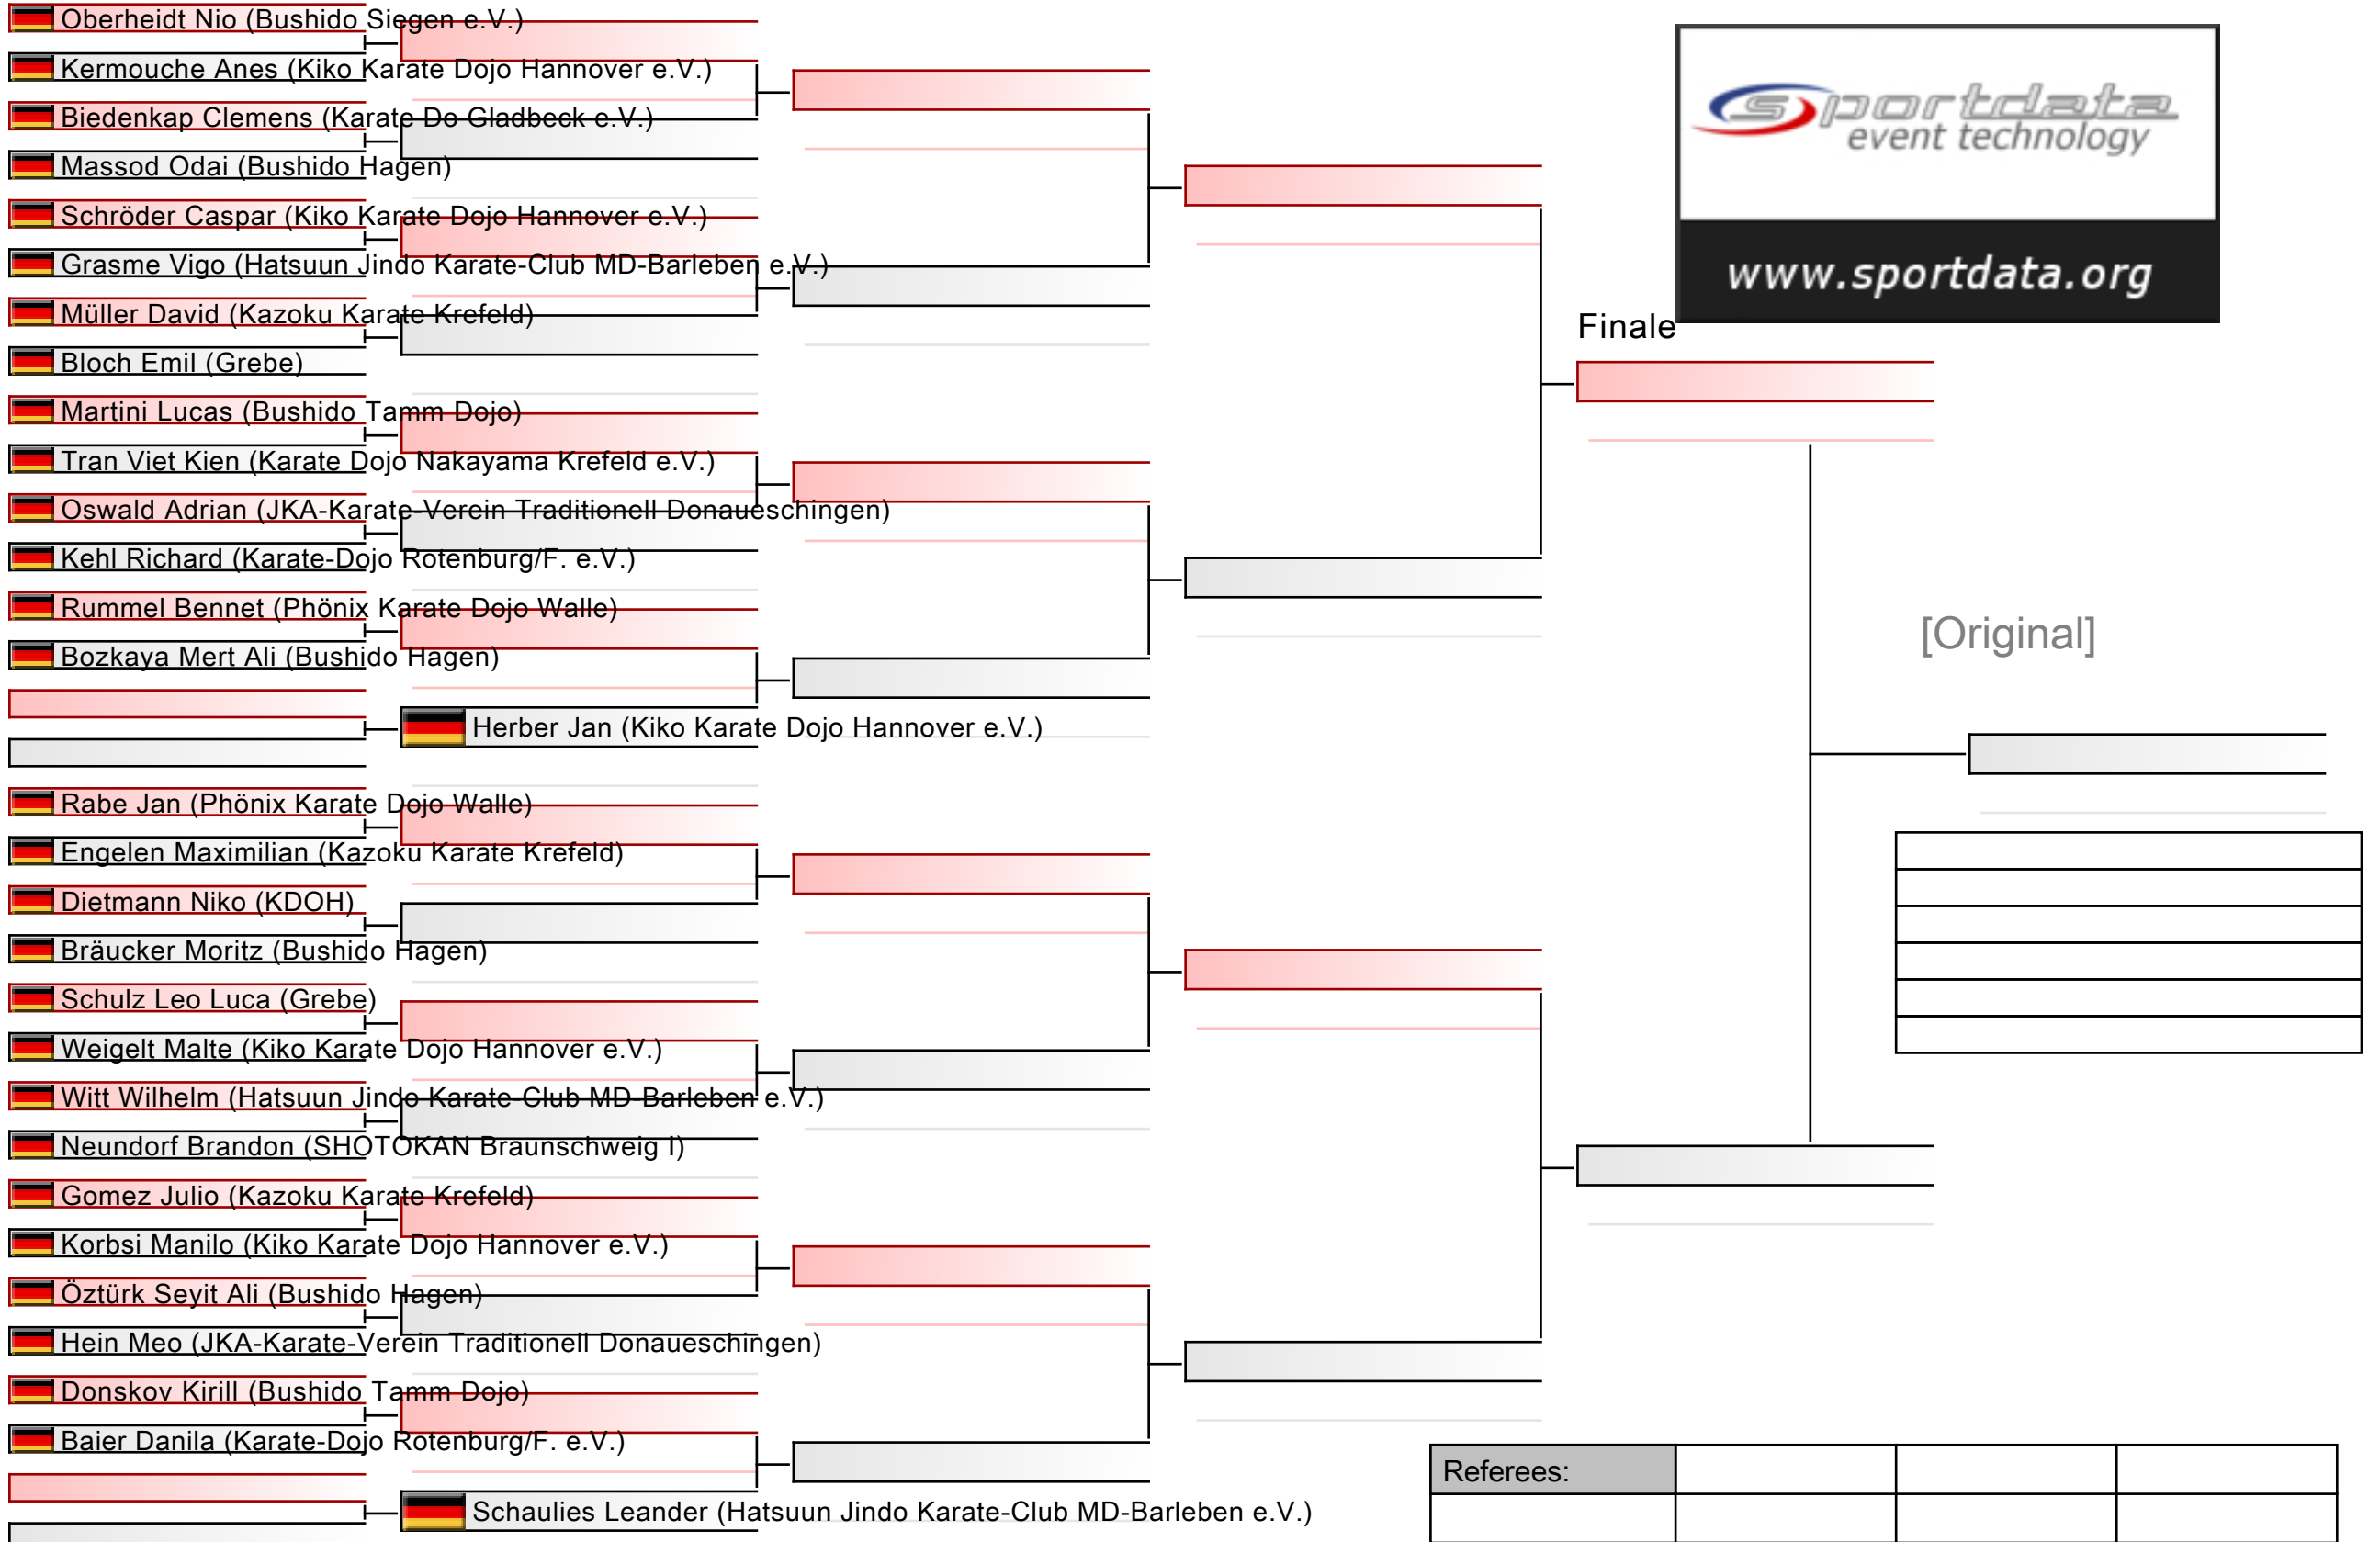 Oberheidt Nio (Bushido Siegen e.V.)
Kermouche Anes (Kiko Karate Dojo Hannover e.V.)
Biedenkap Clemens (Karate Do Gladbeck e.V.)
Massod Odai (Bushido Hagen)
Schröder Caspar (Kiko Karate Dojo Hannover e.V.)
Grasme Vigo (Hatsuun Jindo Karate-Club MD-Barleben e.V.)
Müller David (Kazoku Karate Krefeld)
Bloch Emil (Grebe)
Martini Lucas (Bushido Tamm Dojo)
Tran Viet Kien (Karate Dojo Nakayama Krefeld e.V.)
Oswald Adrian (JKA-Karate-Verein Traditionell Donaueschingen)
Kehl Richard (Karate-Dojo Rotenburg/F. e.V.)
Rummel Bennet (Phönix Karate Dojo Walle)
Bozkaya Mert Ali (Bushido Hagen)
Herber Jan (Kiko Karate Dojo Hannover e.V.)
Rabe Jan (Phönix Karate Dojo Walle)
Engelen Maximilian (Kazoku Karate Krefeld)
Dietmann Niko (KDOH)
Bräucker Moritz (Bushido Hagen)
Schulz Leo Luca (Grebe)
Weigelt Malte (Kiko Karate Dojo Hannover e.V.)
Witt Wilhelm (Hatsuun Jindo Karate-Club MD-Barleben e.V.)
Neundorf Brandon (SHOTOKAN Braunschweig I)
Gomez Julio (Kazoku Karate Krefeld)
Korbsi Manilo (Kiko Karate Dojo Hannover e.V.)
Öztürk Seyit Ali (Bushido Hagen)
Hein Meo (JKA-Karate-Verein Traditionell Donaueschingen)
Donskov Kirill (Bushido Tamm Dojo)
Baier Danila (Karate-Dojo Rotenburg/F. e.V.)
Schaulies Leander (Hatsuun Jindo Karate-Club MD-Barleben e.V.)
sportdata
event technology
www.sportdata.org
Finale
[Original]
Referees: